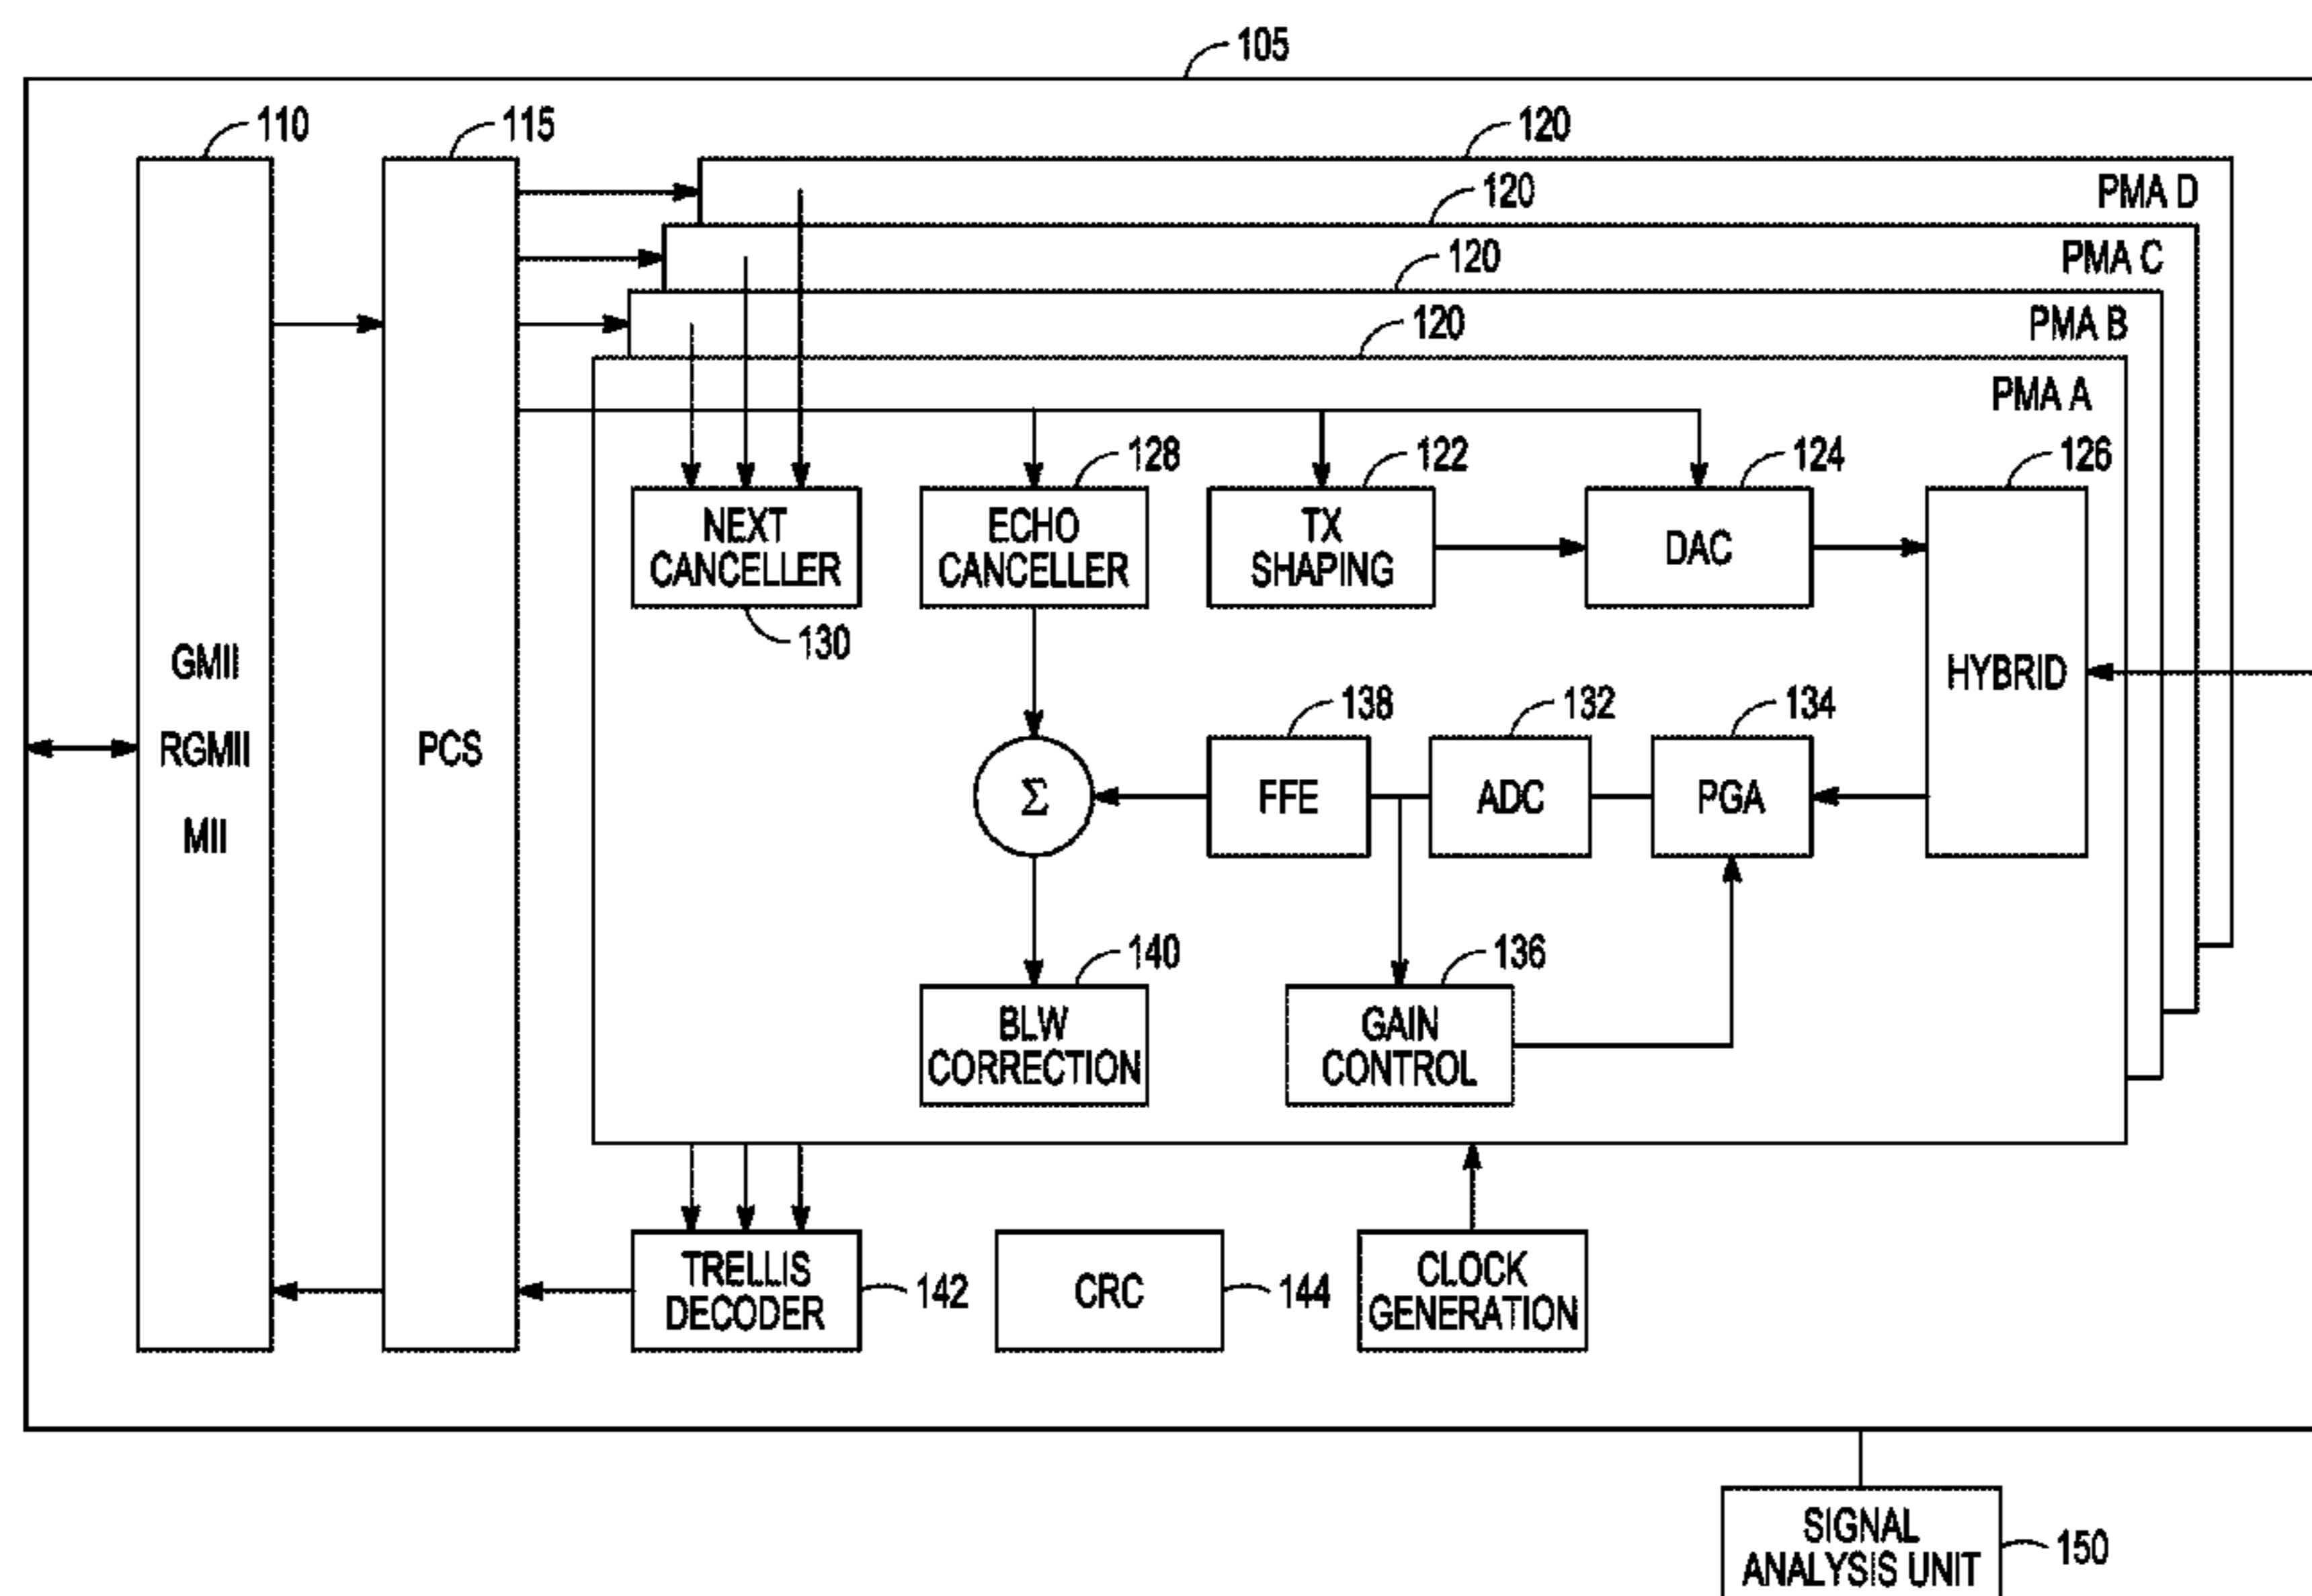 105
110
115
120
PMA D
120
PMA C
120
PMA B
120
PMA A
128
122
124
126
NEXT
CANCELLER
ECHO
CANCELLER
TX
SHAPING
DAC
HYBRID
130
GMII
RGMII
MII
PCS
138
132
134
Σ
FFE
ADC
PGA
140
136
BLW
CORRECTION
GAIN
CONTROL
TRELLIS
DECODER
142
CRC
144
CLOCK
GENERATION
SIGNAL
ANALYSIS UNIT
150